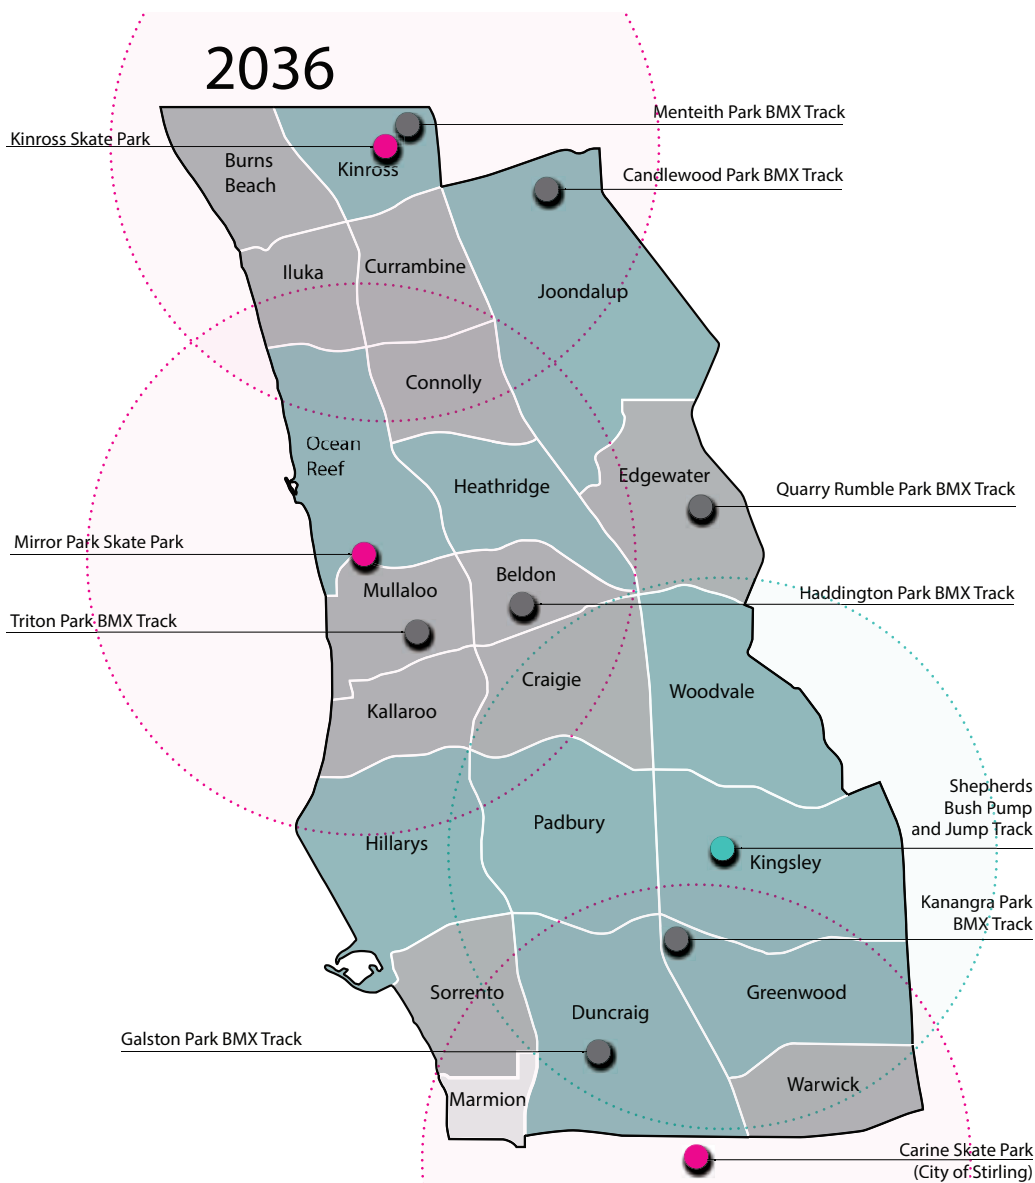 2036
Menteith Park BMX Track
Kinross Skate Park
Burns
Beach
Kinross
Candlewood Park BMX Track
Iluka
Currambine
Joondalup
Connolly
Ocean
Reef
Heathridge
Edgewater
Quarry Rumble Park BMX Track
Mirror Park Skate Park
Mullaloo
Beldon
Haddington Park BMX Track
Triton Park BMX Track
Craigie
Woodvale
Kallaroo
Shepherds
Bush Pump
and Jump Track
Padbury
Hillarys
Kingsley
Kanangra Park
BMX Track
Sorrento
Greenwood
Duncraig
Galston Park BMX Track
Warwick
Marmion
Carine Skate Park
(City of Stirling)